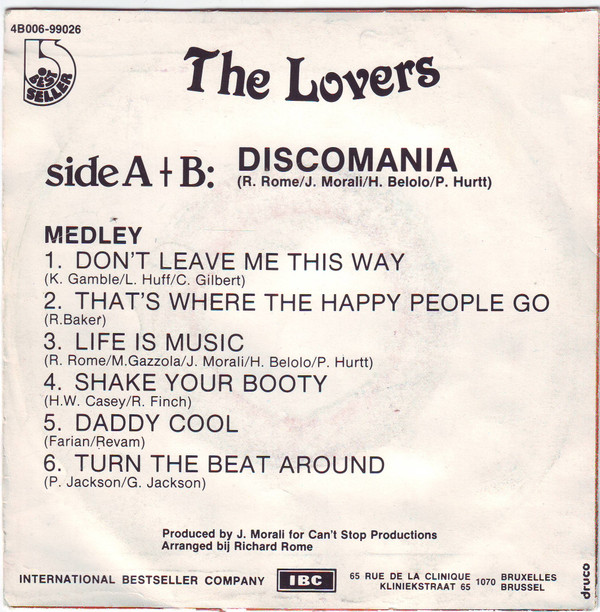 4B006-99026
BEST
SELLER
The Lovers
side A + B: DISCOMANIA
(R. Rome/J. Morali/H. Belolo/P. Hurtt)
MEDLEY
1. DON'T LEAVE ME THIS WAY
(K. Gamble/L. Huff/C. Gilbert)
2. THAT'S WHERE THE HAPPY PEOPLE GO
(R.Baker)
3. LIFE IS MUSIC
(R. Rome/M.Gazzola/J. Morali/H. Belolo/P. Hurtt)
4. SHAKE YOUR BOOTY
(H.W. Casey/R. Finch)
5. DADDY COOL
(Farian/Revam)
6. TURN THE BEAT AROUND
(P. Jackson/G. Jackson)
Produced by J. Morali for Can't Stop Productions
Arranged bij Richard Rome
INTERNATIONAL BESTSELLER COMPANY IBC 65 RUE DE LA CLINIQUE 1070 BRUXELLES
KLINIEKSTRAAT 65 BRUSSEL
druco